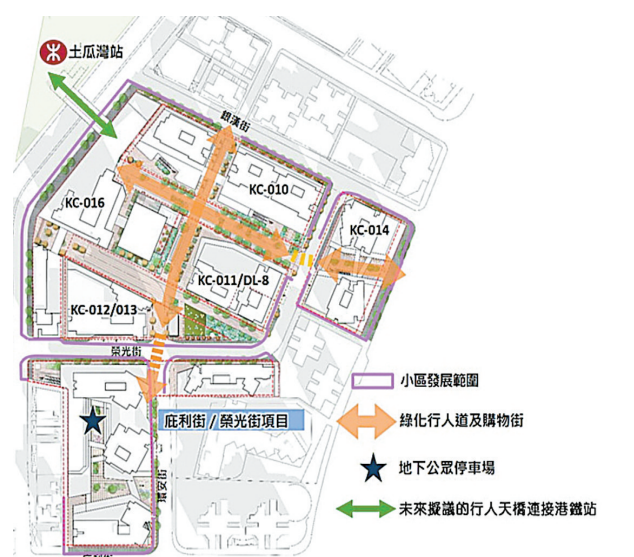 土瓜灣站
銀漢街
KC-010
KC-016
KC-014
KC-011/DL-8
KC-012/013
榮光街
庇利街 / 榮光街項目
小區發展範圍
綠化行人道及購物街
地下公眾停車場
未來擬議的行人天橋連接港鐵站